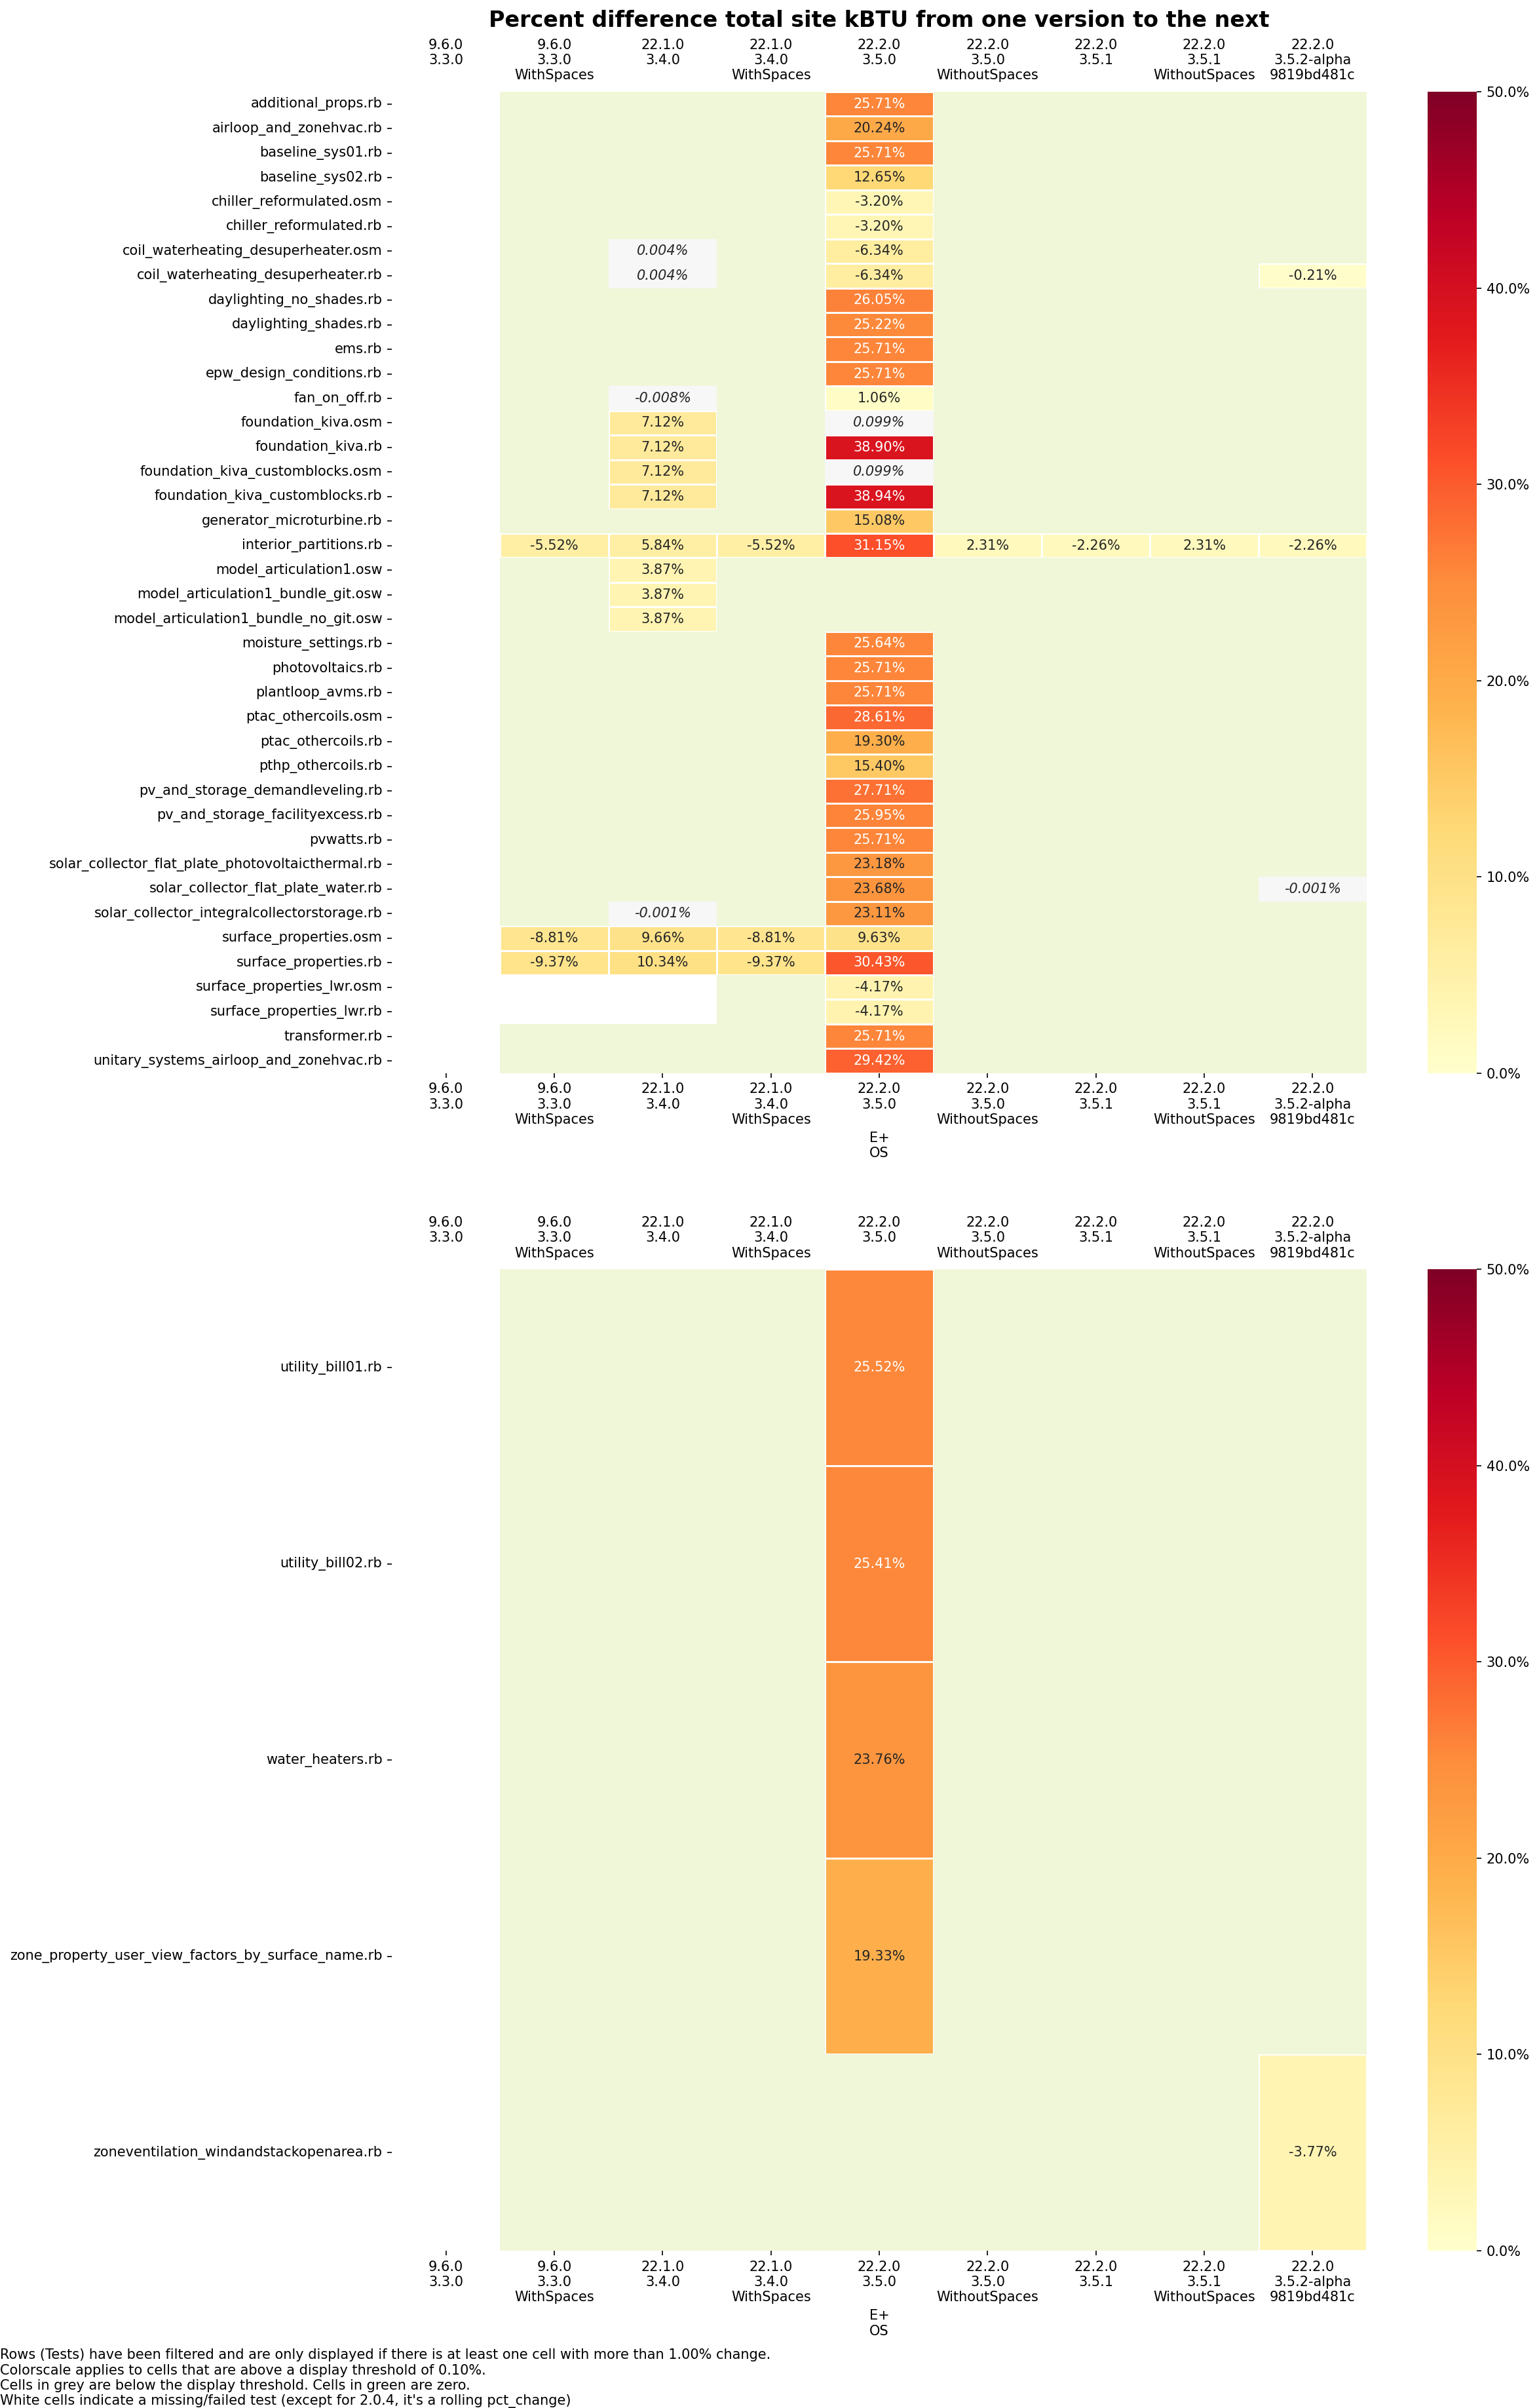 Percent difference total site kBTU from one version to the next
9.6.0 9.6.0 22.1.0 22.1.0 22.2.0 22.2.0 22.2.0 22.2.0 22.2.0
3.3.0 3.3.0 3.4.0 3.4.0 3.5.0 3.5.0 3.5.1 3.5.1 3.5.2-alpha
WithSpaces WithSpaces WithoutSpaces WithoutSpaces 9819bd481c
50.0%
additional_props.rb 25.71%
airloop_and_zonehvac.rb 20.24%
baseline_sys01.rb 25.71%
baseline_sys02.rb 12.65%
chiller_reformulated.osm -3.20%
chiller_reformulated.rb -3.20%
coil_waterheating_desuperheater.osm 0.004% -6.34%
coil_waterheating_desuperheater.rb 0.004% -6.34% -0.21%
40.0%
daylighting_no_shades.rb 26.05%
daylighting_shades.rb 25.22%
ems.rb 25.71%
epw_design_conditions.rb 25.71%
fan_on_off.rb -0.008% 1.06%
foundation_kiva.osm 7.12% 0.099%
foundation_kiva.rb 7.12% 38.90%
foundation_kiva_customblocks.osm 7.12% 0.099%
30.0%
foundation_kiva_customblocks.rb 7.12% 38.94%
generator_microturbine.rb 15.08%
interior_partitions.rb -5.52% 5.84% -5.52% 31.15% 2.31% -2.26% 2.31% -2.26%
model_articulation1.osw 3.87%
model_articulation1_bundle_git.osw 3.87%
model_articulation1_bundle_no_git.osw 3.87%
moisture_settings.rb 25.64%
photovoltaics.rb 25.71%
20.0%
plantloop_avms.rb 25.71%
ptac_othercoils.osm 28.61%
ptac_othercoils.rb 19.30%
pthp_othercoils.rb 15.40%
pv_and_storage_demandleveling.rb 27.71%
pv_and_storage_facilityexcess.rb 25.95%
pvwatts.rb 25.71%
solar_collector_flat_plate_photovoltaicthermal.rb 23.18%
10.0%
solar_collector_flat_plate_water.rb 23.68% -0.001%
solar_collector_integralcollectorstorage.rb -0.001% 23.11%
surface_properties.osm -8.81% 9.66% -8.81% 9.63%
surface_properties.rb -9.37% 10.34% -9.37% 30.43%
surface_properties_lwr.osm -4.17%
surface_properties_lwr.rb -4.17%
transformer.rb 25.71%
unitary_systems_airloop_and_zonehvac.rb 29.42%
0.0%
9.6.0 9.6.0 22.1.0 22.1.0 22.2.0 22.2.0 22.2.0 22.2.0 22.2.0
3.3.0 3.3.0 3.4.0 3.4.0 3.5.0 3.5.0 3.5.1 3.5.1 3.5.2-alpha
WithSpaces WithSpaces WithoutSpaces WithoutSpaces 9819bd481c
E+
OS
9.6.0 9.6.0 22.1.0 22.1.0 22.2.0 22.2.0 22.2.0 22.2.0 22.2.0
3.3.0 3.3.0 3.4.0 3.4.0 3.5.0 3.5.0 3.5.1 3.5.1 3.5.2-alpha
WithSpaces WithSpaces WithoutSpaces WithoutSpaces 9819bd481c
50.0%
utility_bill01.rb 25.52%
40.0%
utility_bill02.rb 25.41%
30.0%
water_heaters.rb 23.76%
20.0%
zone_property_user_view_factors_by_surface_name.rb 19.33%
10.0%
zoneventilation_windandstackopenarea.rb -3.77%
0.0%
9.6.0 9.6.0 22.1.0 22.1.0 22.2.0 22.2.0 22.2.0 22.2.0 22.2.0
3.3.0 3.3.0 3.4.0 3.4.0 3.5.0 3.5.0 3.5.1 3.5.1 3.5.2-alpha
WithSpaces WithSpaces WithoutSpaces WithoutSpaces 9819bd481c
E+
OS
Rows (Tests) have been filtered and are only displayed if there is at least one cell with more than 1.00% change.
Colorscale applies to cells that are above a display threshold of 0.10%.
Cells in grey are below the display threshold. Cells in green are zero.
White cells indicate a missing/failed test (except for 2.0.4, it's a rolling pct_change)